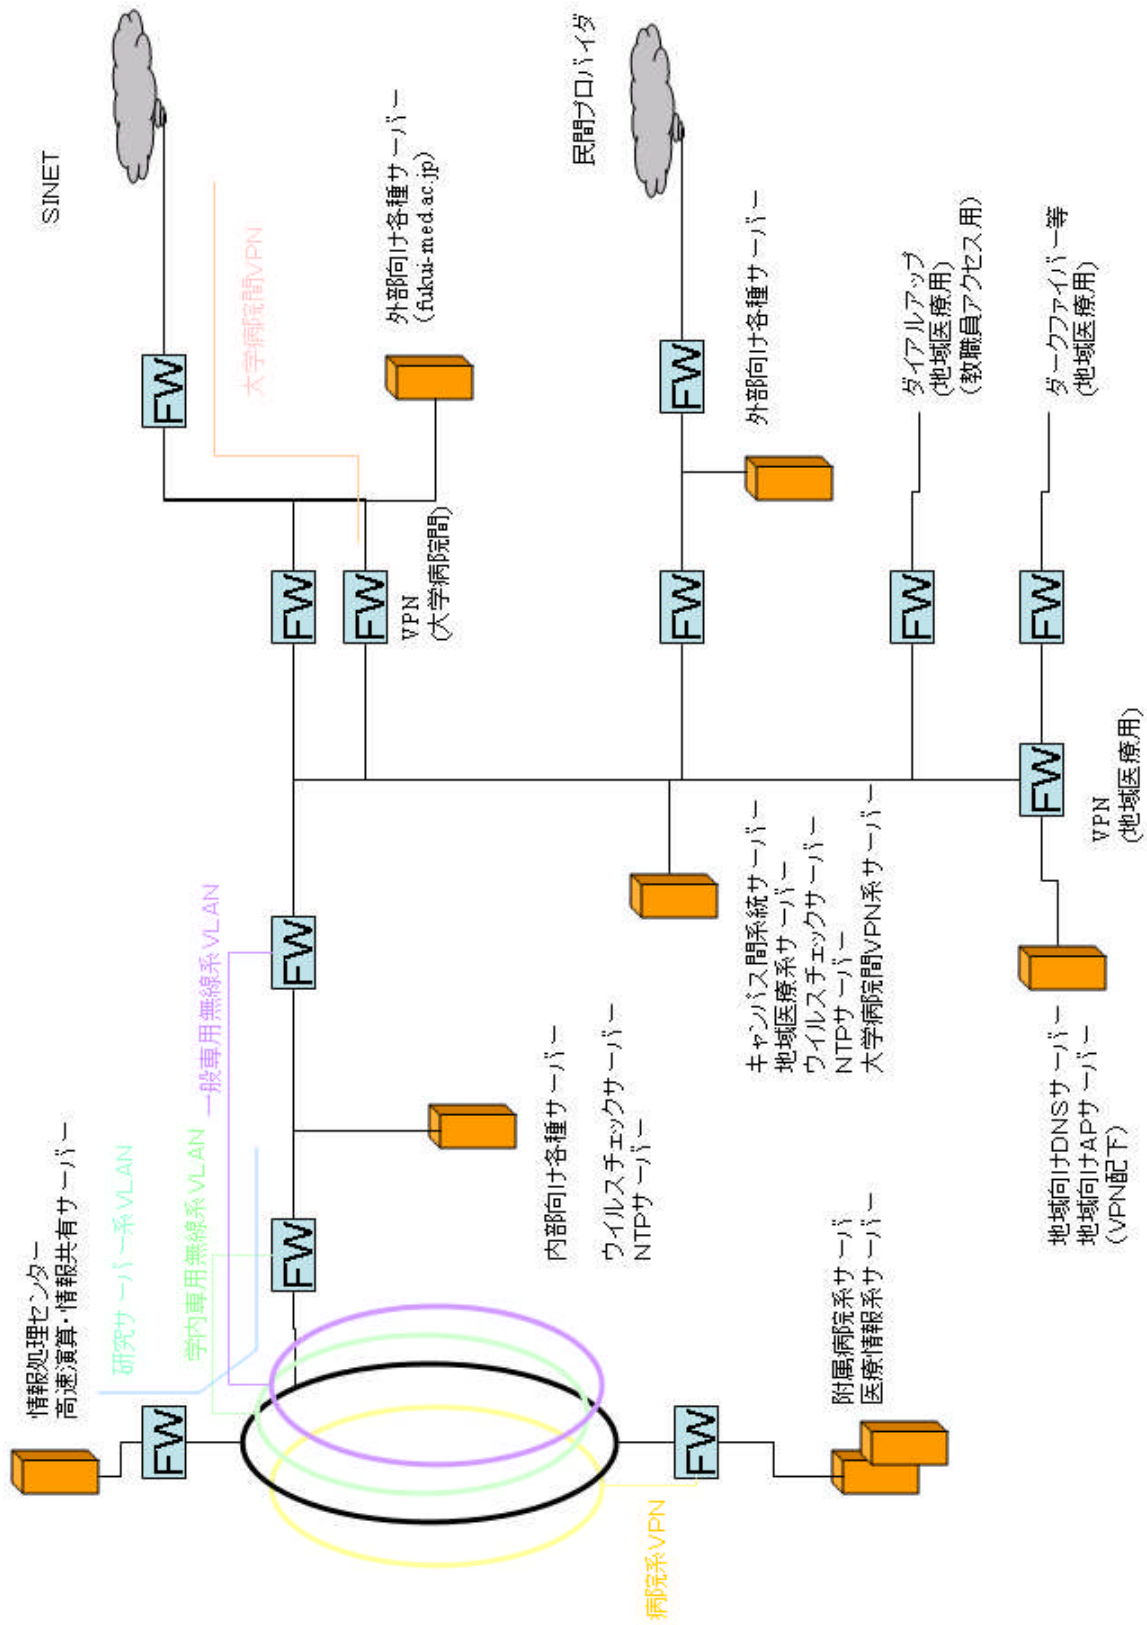 情報処理センター
高速演算・情報共有サーバー
SINET
研究サーバー系VLAN
FW
FW
学内専用無線系VLAN
一般専用無線系VLAN
大学病院間VPN
FW
FW
FW
FW
外部向け各種サーバー
(fukui-med.ac.jp)
VPN
(大学病院間)
内部向け各種サーバー
ウイルスチェックサーバー
NTPサーバー
民間プロバイダ
病院系VPN
FW
FW
FW
外部向け各種サーバー
キャンパス間系統サーバー
地域医療系サーバー
ウイルスチェックサーバー
NTPサーバー
大学病院間VPN系サーバー
附属病院系サーバ
医療情報系サーバー
FW
ダイアルアップ
(地域医療用)
(教職員アクセス用)
FW
FW
ダークファイバー等
(地域医療用)
地域向けDNSサーバー
地域向けAPサーバー
(VPN配下)
VPN
(地域医療用)